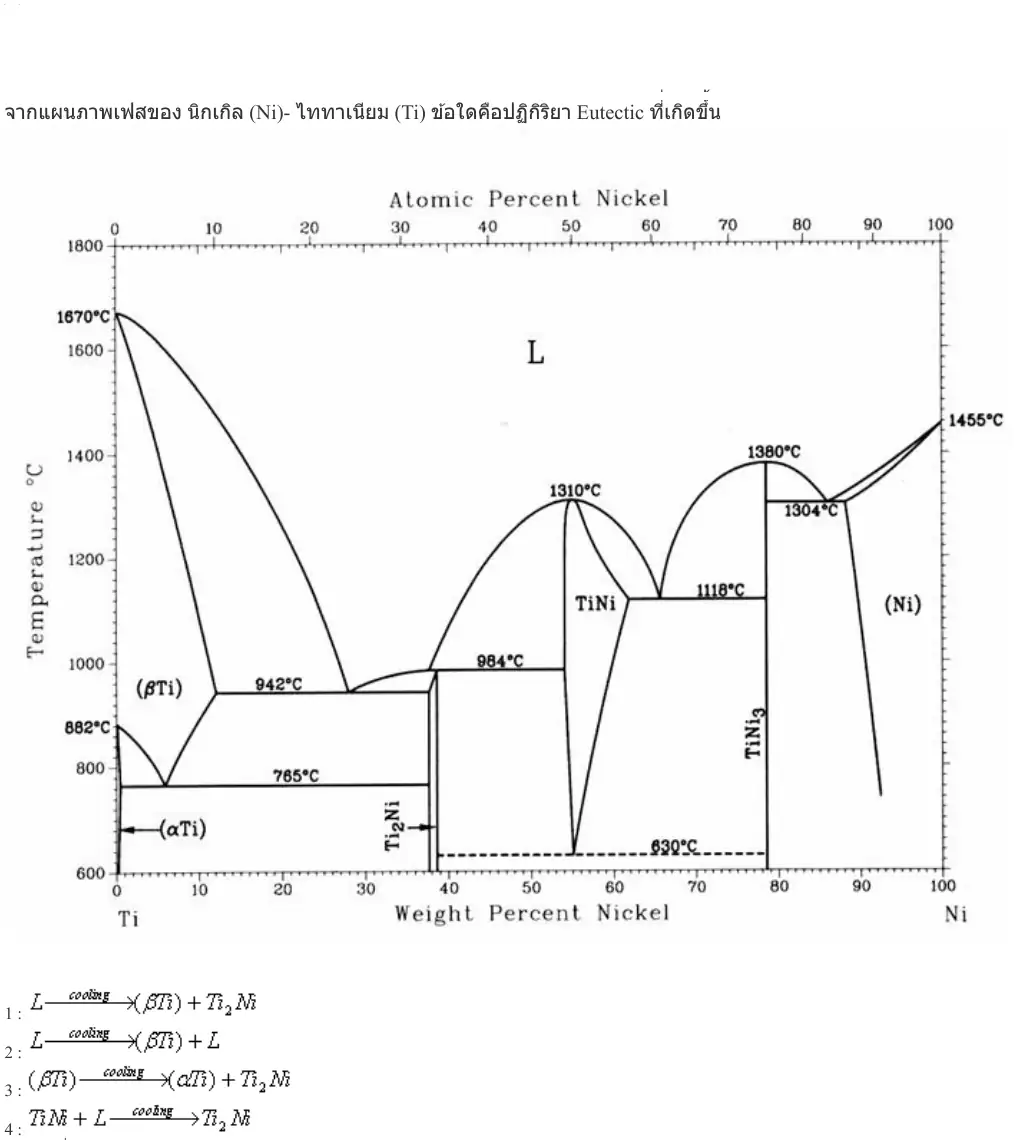 จากแผนภาพเฟสของ นิกเกิล (Ni)- ไททาเนียม (Ti) ข้อใดคือปฏิกิริยา Eutectic ที่เกิดขึ้น
Atomic Percent Nickel
0 10 20 30 40 50 60 70 80 90 100
1800
1670°C
1600
L
1455°C
1400
1380°C
1310°C
1304°C
Temperature °C
1200
1118°C
TiNi
(Ni)
1000
984°C
942°C
(βTi)
882°C
TiNi₃
800
765°C
(αTi)
Ti₂Ni
630°C
600
0 10 20 30 40 50 60 70 80 90 100
Ti Weight Percent Nickel Ni
1 : L cooling → (βTi) + Ti₂Ni
2 : L cooling → (βTi) + L
3 : (βTi) cooling → (αTi) + Ti₂Ni
4 : TiNi + L cooling → Ti₂Ni